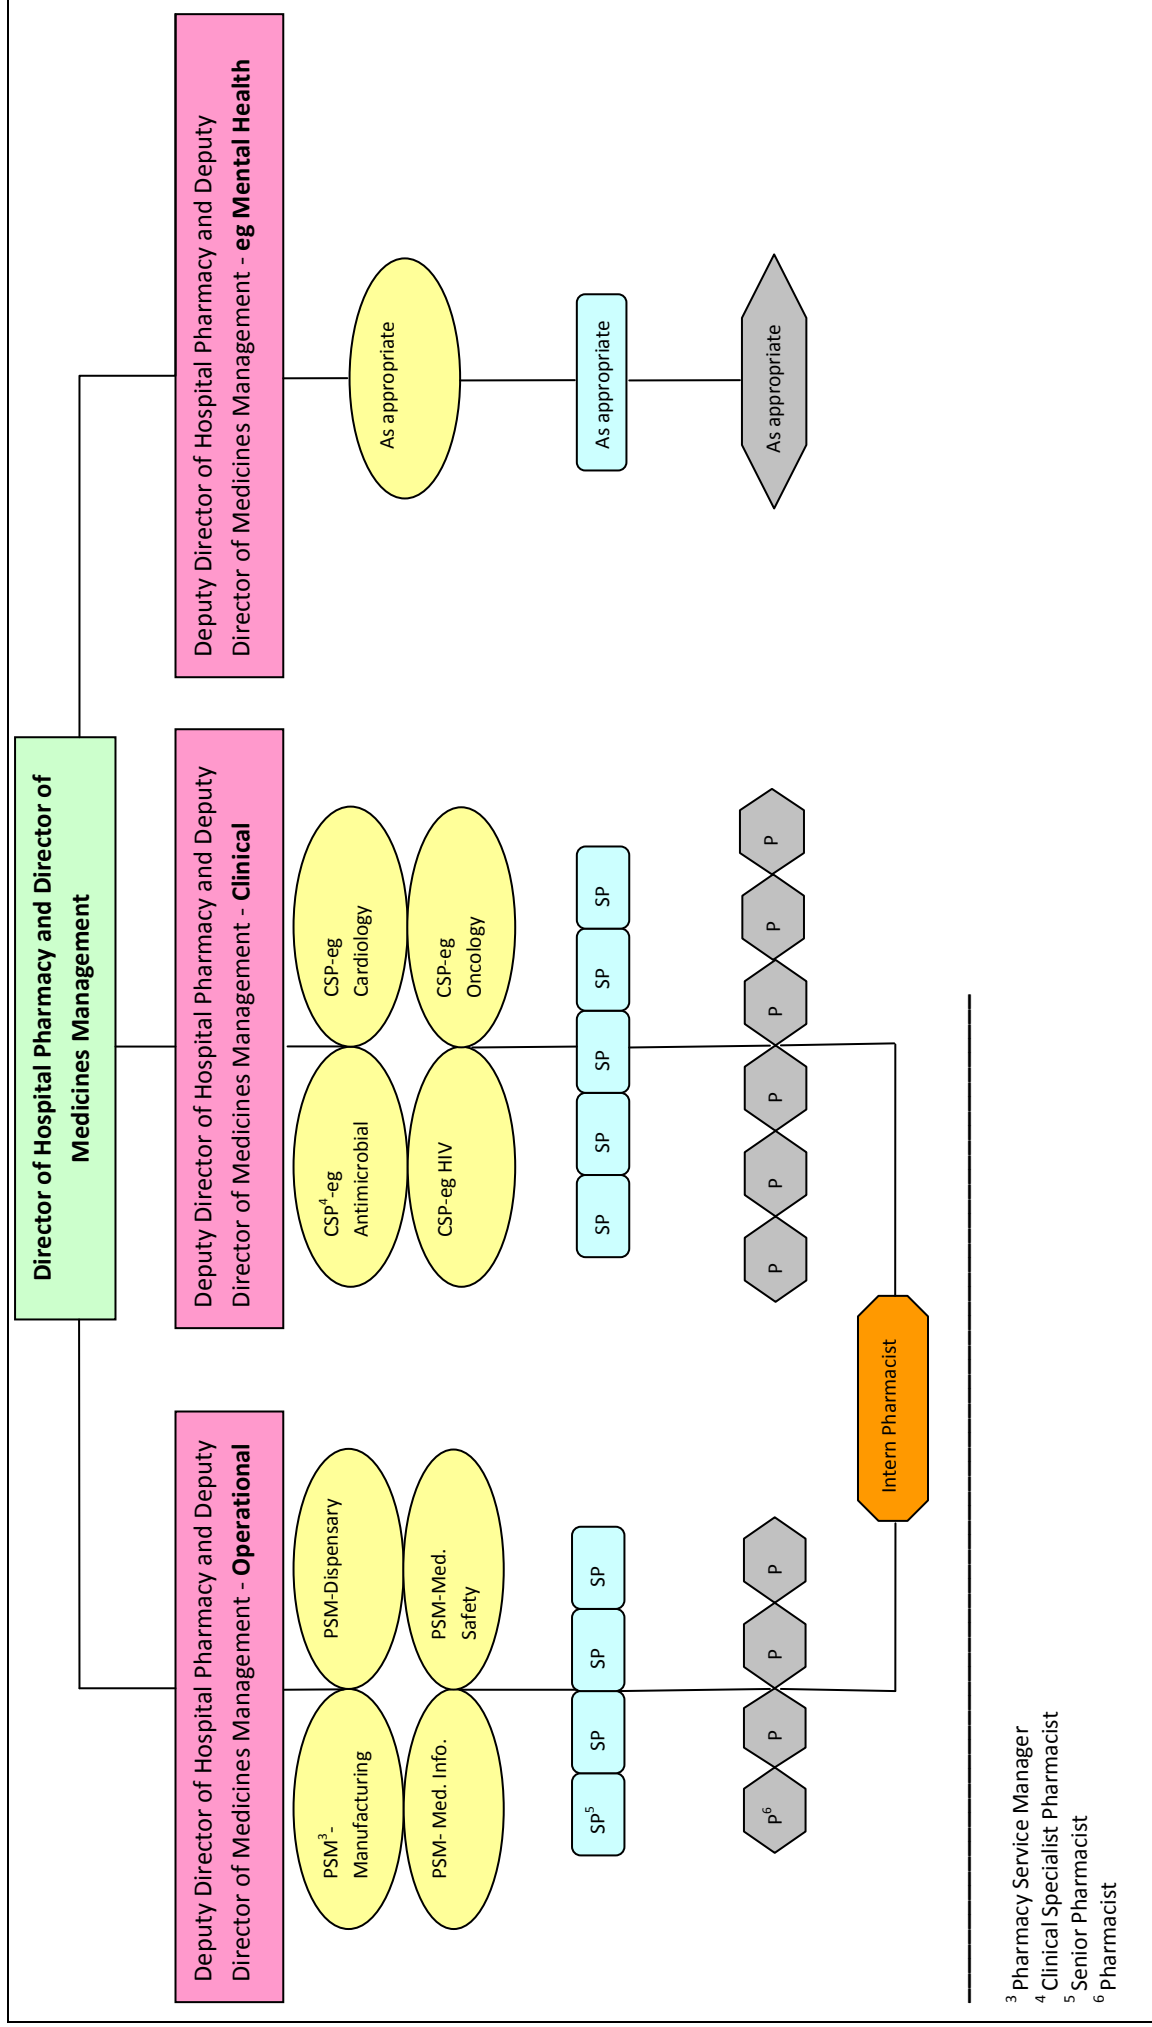 Director of Hospital Pharmacy and Director of
Medicines Management
Deputy Director of Hospital Pharmacy and Deputy
Director of Medicines Management - Operational
Deputy Director of Hospital Pharmacy and Deputy
Director of Medicines Management - Clinical
Deputy Director of Hospital Pharmacy and Deputy
Director of Medicines Management - eg Mental Health
PSM³-
Manufacturing
PSM-Dispensary
PSM- Med. Info.
PSM-Med.
Safety
CSP⁴-eg
Antimicrobial
CSP-eg
Cardiology
CSP-eg HIV
CSP-eg
Oncology
As appropriate
SP⁵
SP
SP
SP
SP
SP
SP
SP
SP
As appropriate
P⁶
P
P
P
P
P
P
P
P
P
As appropriate
Intern Pharmacist
³ Pharmacy Service Manager
⁴ Clinical Specialist Pharmacist
⁵ Senior Pharmacist
⁶ Pharmacist